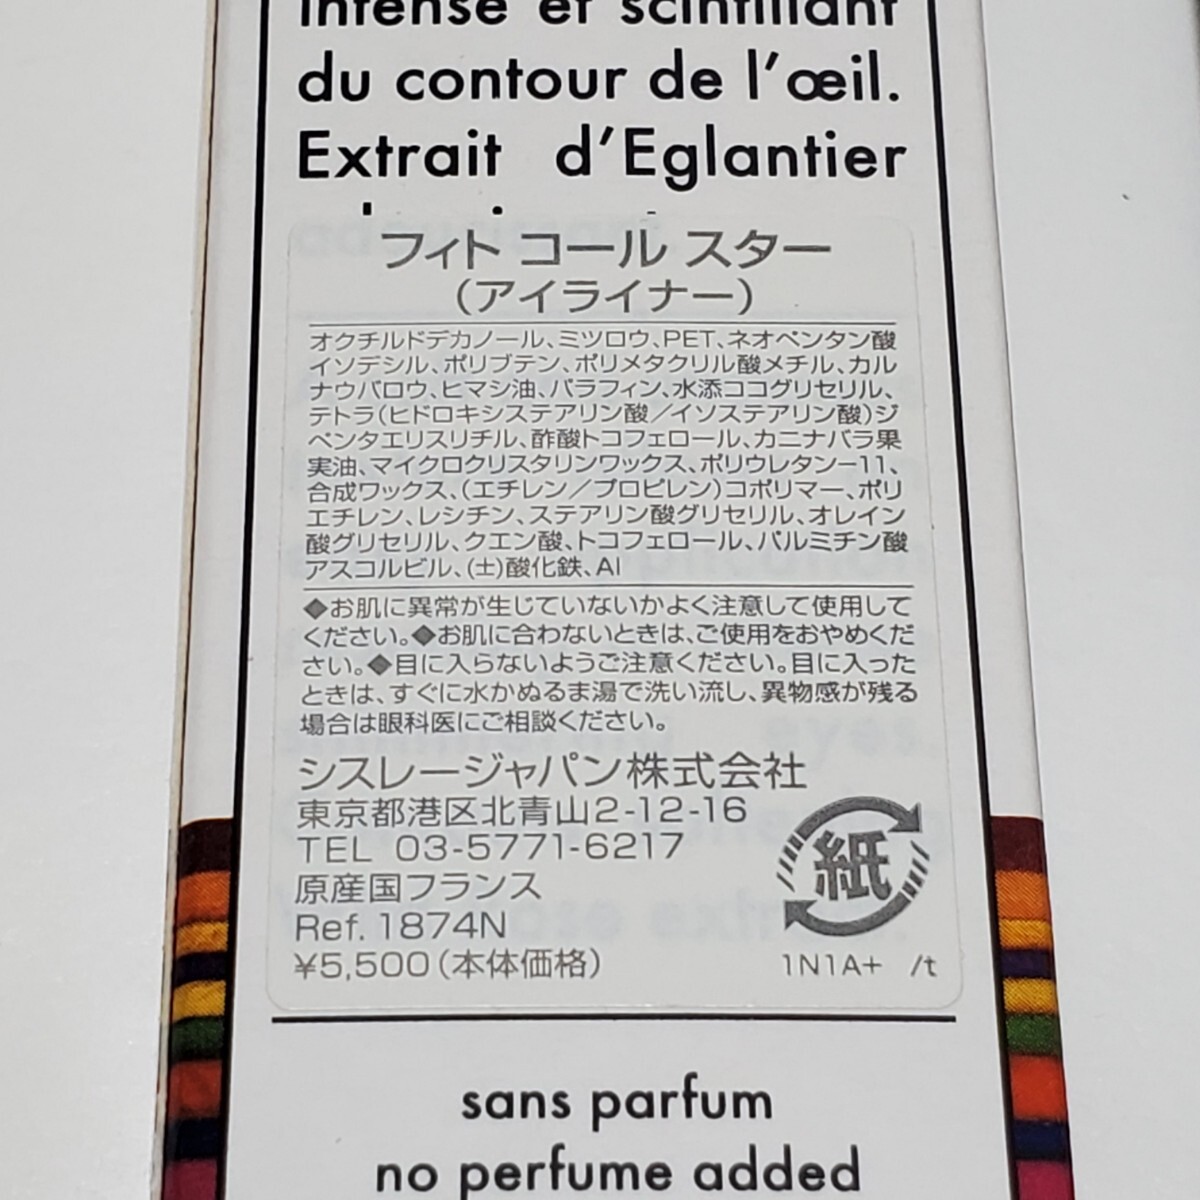 intense et scintillant
du contour de l'œil.
Extrait d'Eglantier
フィト コール スター
（アイライナー）
オクチルドデカノール、ミツロウ、PET、ネオペンタン酸
イソデシル、ポリブテン、ポリメタクリル酸メチル、カル
ナウバロウ、ヒマシ油、パラフィン、水添ココグリセリル、
テトラ（ヒドロキシステアリン酸／イソステアリン酸）ジ
ペンタエリスリチル、酢酸トコフェロール、カニナバラ果
実油、マイクロクリスタリンワックス、ポリウレタン−11、
合成ワックス、（エチレン／プロピレン）コポリマー、ポリ
エチレン、レシチン、ステアリン酸グリセリル、オレイン
酸グリセリル、クエン酸、トコフェロール、パルミチン酸
アスコルビル、（±）酸化鉄、Al
◆お肌に異常が生じていないかよく注意して使用して
ください。◆お肌に合わないときは、ご使用をおやめくだ
さい。◆目に入らないようご注意ください。目に入った
ときは、すぐに水かぬるま湯で洗い流し、異物感が残る
場合は眼科医にご相談ください。
シスレージャパン株式会社
東京都港区北青山2-12-16
TEL 03-5771-6217
原産国フランス
Ref. 1874N
¥5,500（本体価格）
紙
1N1A+ /t
sans parfum
no perfume added